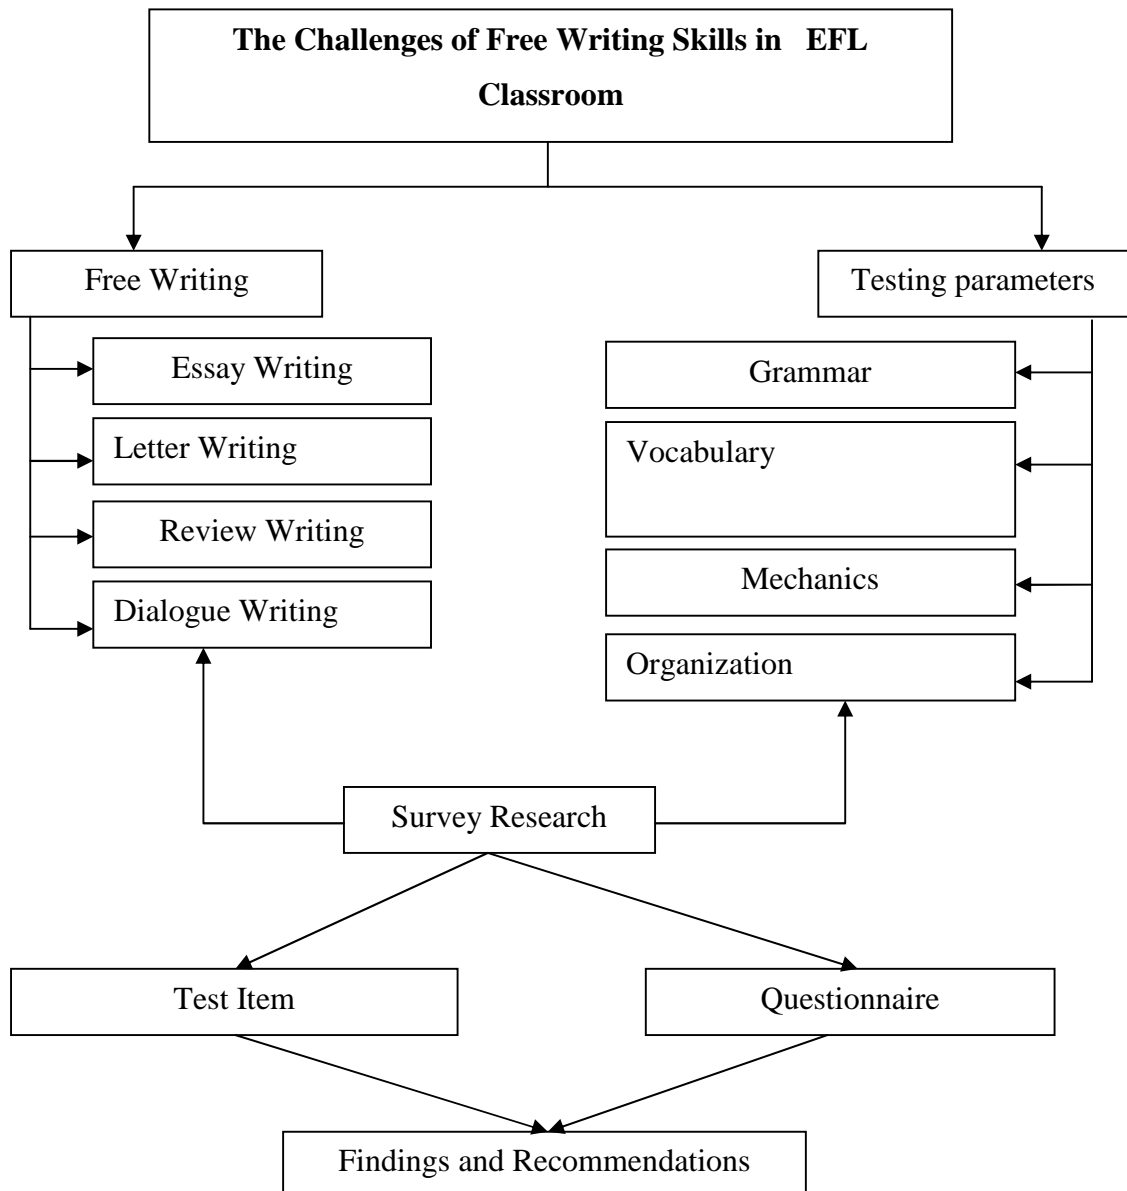 The Challenges of Free Writing Skills in EFL
Classroom
Free Writing
Testing parameters
Essay Writing
Grammar
Letter Writing
Vocabulary
Review Writing
Mechanics
Dialogue Writing
Organization
Survey Research
Test Item
Questionnaire
Findings and Recommendations